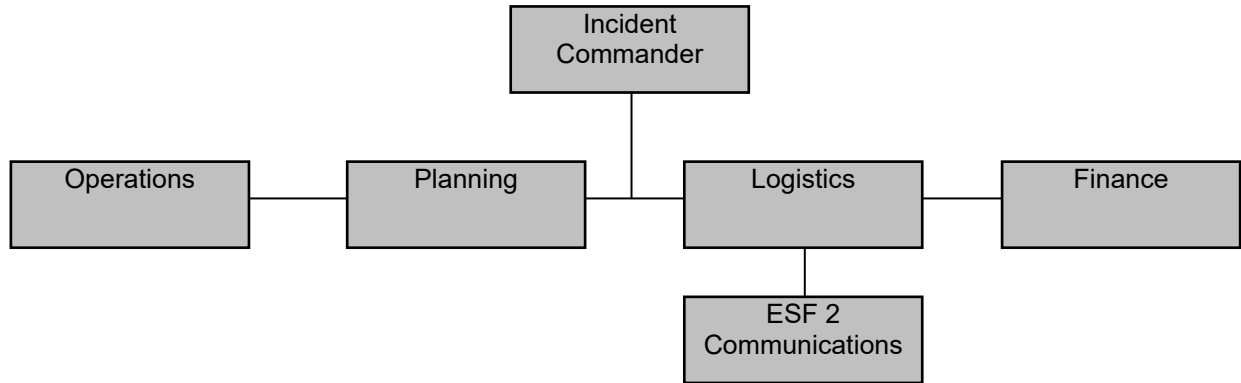 Incident
Commander
Operations
Planning
Logistics
Finance
ESF 2
Communications